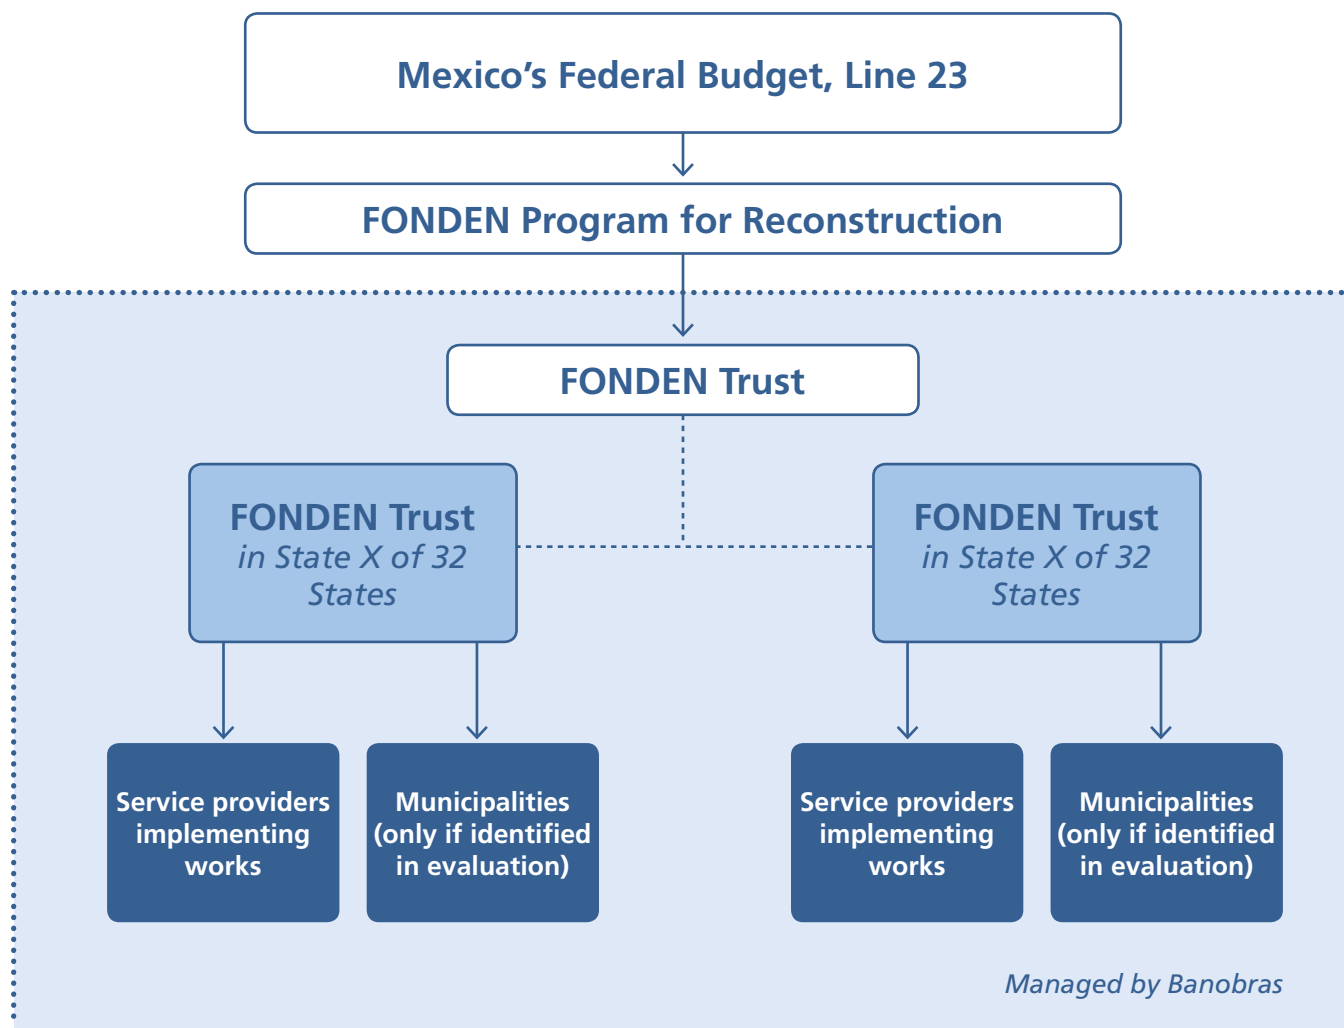 Mexico's Federal Budget, Line 23
FONDEN Program for Reconstruction
FONDEN Trust
FONDEN Trust
in State X of 32
States
FONDEN Trust
in State X of 32
States
Service providers
implementing
works
Municipalities
(only if identified
in evaluation)
Service providers
implementing
works
Municipalities
(only if identified
in evaluation)
Managed by Banobras